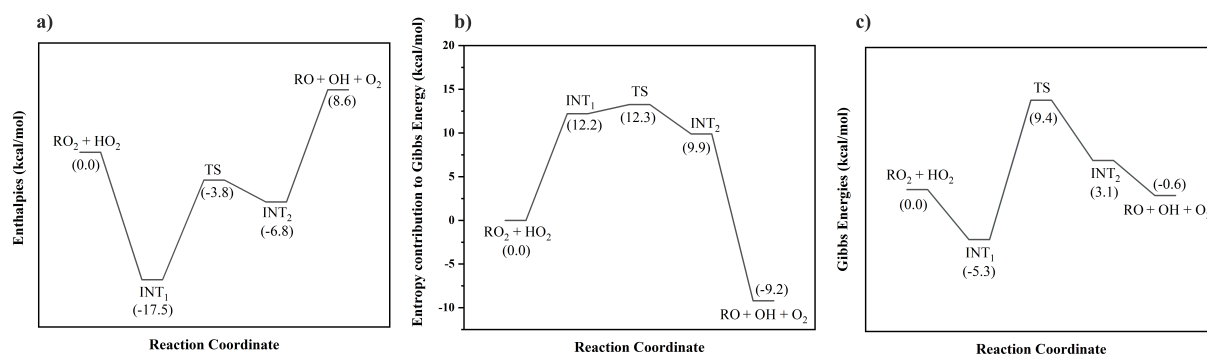 a)
Enthalpies (kcal/mol)
RO₂ + HO₂
(0.0)
INT₁
(-17.5)
TS
(-3.8)
INT₂
(-6.8)
RO + OH + O₂
(8.6)
Reaction Coordinate
b)
Entropy contribution to Gibbs Energy (kcal/mol)
20
15
10
5
0
-5
-10
RO₂ + HO₂
(0.0)
INT₁
(12.2)
TS
(12.3)
INT₂
(9.9)
(-9.2)
RO + OH + O₂
Reaction Coordinate
c)
Gibbs Energies (kcal/mol)
RO₂ + HO₂
(0.0)
INT₁
(-5.3)
TS
(9.4)
INT₂
(3.1)
(-0.6)
RO + OH + O₂
Reaction Coordinate